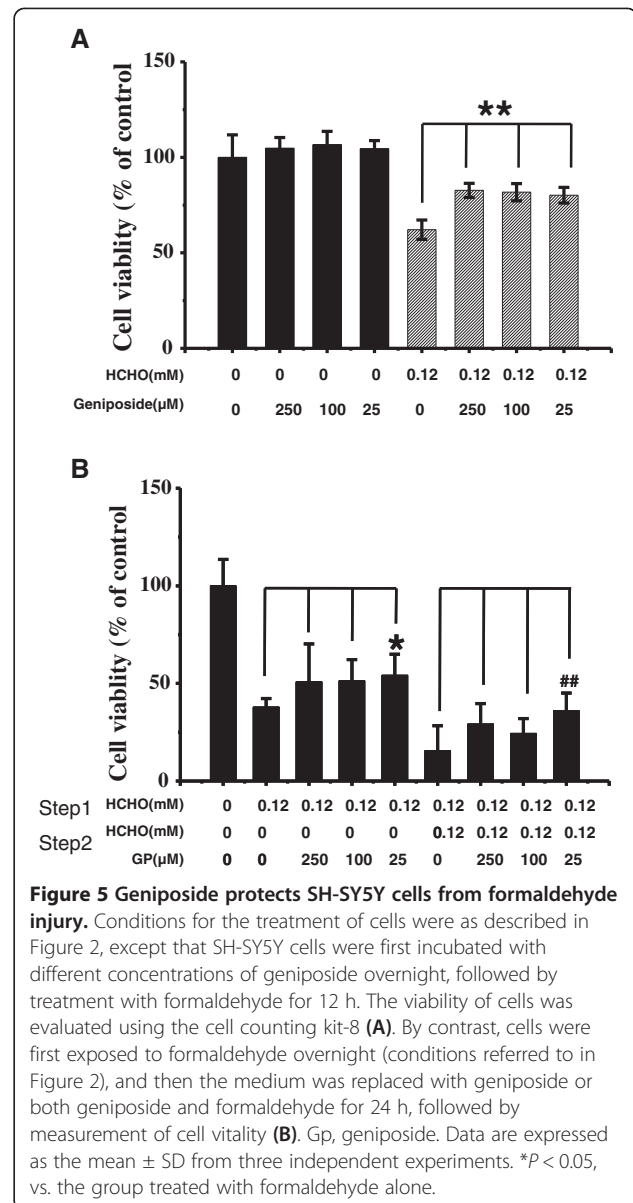 A
Cell viablity (% of control
150
100
50
0
**
HCHO(mM) 0 0 0 0 0.12 0.12 0.12 0.12
Geniposide(µM) 0 250 100 25 0 250 100 25
B
Cell viablity (% of control
150
100
50
0
*
##
Step1 HCHO(mM) 0 0.12 0.12 0.12 0.12 0.12 0.12 0.12 0.12
Step2 HCHO(mM) 0 0 0 0 0 0.12 0.12 0.12 0.12
GP(µM) 0 0 250 100 25 0 250 100 25
Figure 5 Geniposide protects SH-SY5Y cells from formaldehyde
injury. Conditions for the treatment of cells were as described in
Figure 2, except that SH-SY5Y cells were first incubated with
different concentrations of geniposide overnight, followed by
treatment with formaldehyde for 12 h. The viability of cells was
evaluated using the cell counting kit-8 (A). By contrast, cells were
first exposed to formaldehyde overnight (conditions referred to in
Figure 2), and then the medium was replaced with geniposide or
both geniposide and formaldehyde for 24 h, followed by
measurement of cell vitality (B). Gp, geniposide. Data are expressed
as the mean ± SD from three independent experiments. *P < 0.05,
vs. the group treated with formaldehyde alone.